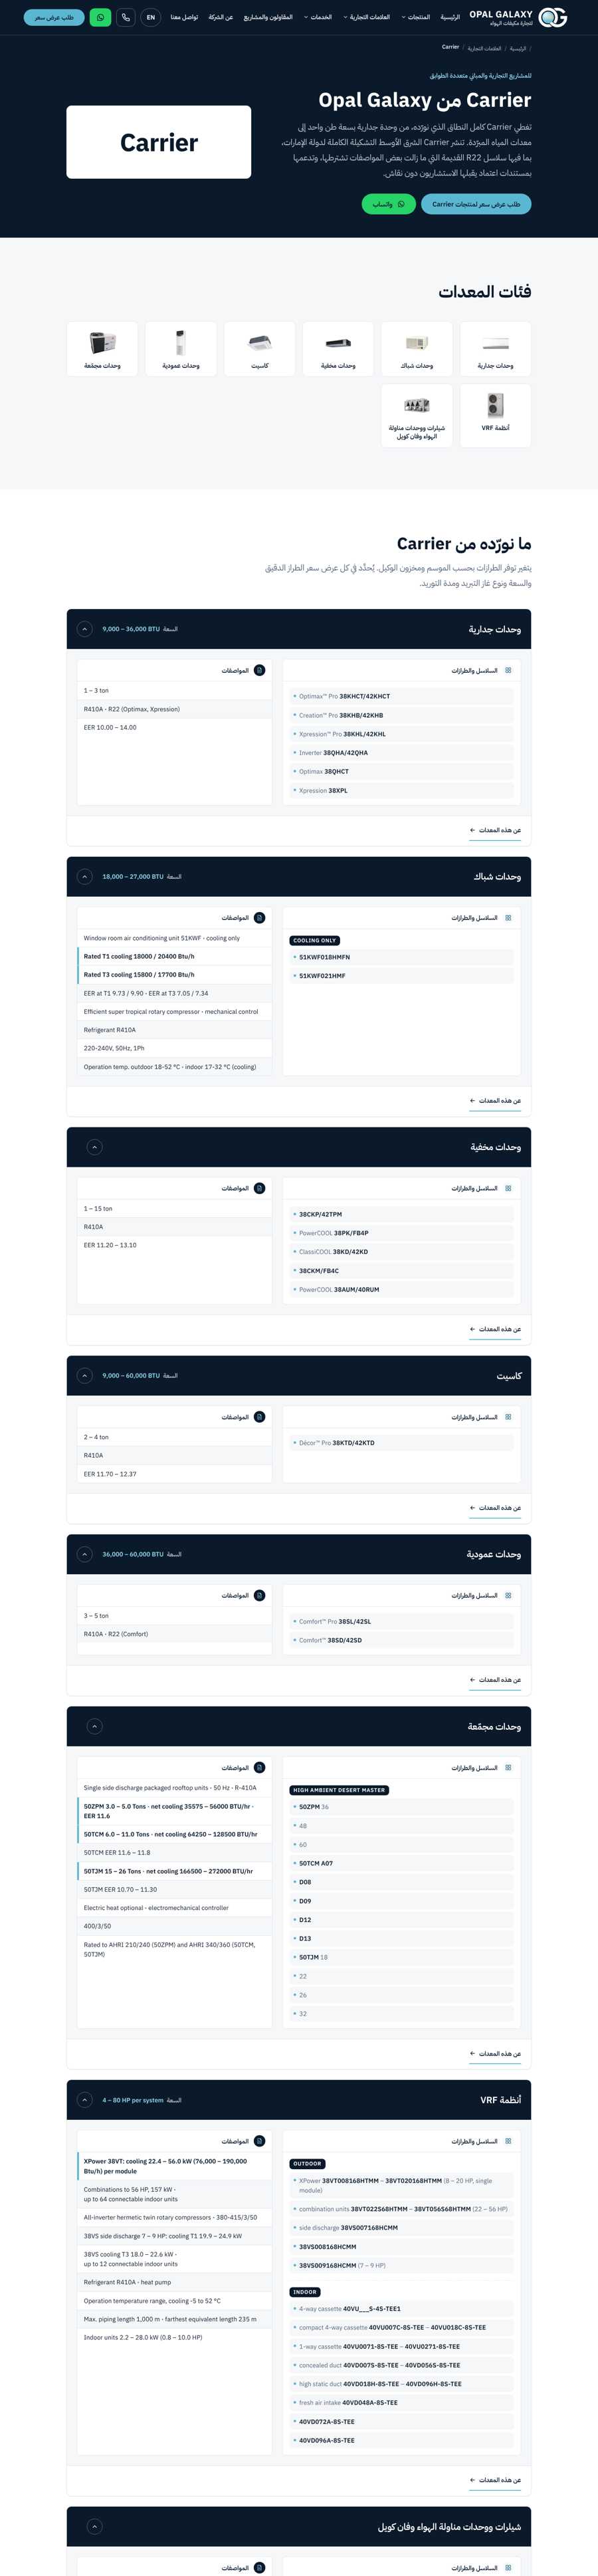 OPAL GALAXY
لتجارة مكيفات الهواء
الرئيسية
المنتجات
العلامات التجارية
الخدمات
المقاولون والمشاريع
عن الشركة
تواصل معنا
EN
طلب عرض سعر
/ الرئيسية / العلامات التجارية / Carrier
للمشاريع التجارية والمباني متعددة الطوابق
Carrier من Opal Galaxy
تغطي Carrier كامل النطاق الذي نورّده، من وحدة جدارية بسعة طن واحد إلى
معدات المياه المبرّدة. تنشر Carrier الشرق الأوسط التشكيلة الكاملة لدولة الإمارات،
بما فيها سلاسل R22 القديمة التي ما زالت بعض المواصفات تشترطها، وتدعمها
بمستندات اعتماد يقبلها الاستشاريون دون نقاش.
Carrier
طلب عرض سعر لمنتجات Carrier
واتساب
فئات المعدات
وحدات جدارية
وحدات شباك
وحدات مخفية
كاسيت
وحدات عمودية
وحدات مجمّعة
أنظمة VRF
شيلرات ووحدات مناولة
الهواء وفان كويل
ما نورّده من Carrier
يتغير توفر الطرازات بحسب الموسم ومخزون الوكيل. يُحدَّد في كل عرض سعر الطراز الدقيق
والسعة ونوع غاز التبريد ومدة التوريد.
وحدات جدارية
السعة 9,000 – 36,000 BTU
السلاسل والطرازات
Optimax™ Pro 38KHCT/42KHCT
Creation™ Pro 38KHB/42KHB
Xpression™ Pro 38KHL/42KHL
Inverter 38QHA/42QHA
Optimax 38QHCT
Xpression 38XPL
المواصفات
1 – 3 ton
R410A · R22 (Optimax, Xpression)
EER 10.00 – 14.00
عن هذه المعدات
وحدات شباك
السعة 18,000 – 27,000 BTU
السلاسل والطرازات
COOLING ONLY
51KWF018HMFN
51KWF021HMF
المواصفات
Window room air conditioning unit 51KWF · cooling only
Rated T1 cooling 18000 / 20400 Btu/h
Rated T3 cooling 15800 / 17700 Btu/h
EER at T1 9.73 / 9.90 · EER at T3 7.05 / 7.34
Efficient super tropical rotary compressor · mechanical control
Refrigerant R410A
220-240V, 50Hz, 1Ph
Operation temp. outdoor 18-52 °C · indoor 17-32 °C (cooling)
عن هذه المعدات
وحدات مخفية
السلاسل والطرازات
38CKP/42TPM
PowerCOOL 38PK/FB4P
ClassiCOOL 38KD/42KD
38CKM/FB4C
PowerCOOL 38AUM/40RUM
المواصفات
1 – 15 ton
R410A
EER 11.20 – 13.10
عن هذه المعدات
كاسيت
السعة 9,000 – 60,000 BTU
السلاسل والطرازات
Décor™ Pro 38KTD/42KTD
المواصفات
2 – 4 ton
R410A
EER 11.70 – 12.37
عن هذه المعدات
وحدات عمودية
السعة 36,000 – 60,000 BTU
السلاسل والطرازات
Comfort™ Pro 38SL/42SL
Comfort™ 38SD/42SD
المواصفات
3 – 5 ton
R410A · R22 (Comfort)
عن هذه المعدات
وحدات مجمّعة
السلاسل والطرازات
HIGH AMBIENT DESERT MASTER
50ZPM 36
48
60
50TCM A07
D08
D09
D12
D13
50TJM 18
22
26
32
المواصفات
Single side discharge packaged rooftop units · 50 Hz · R-410A
50ZPM 3.0 – 5.0 Tons · net cooling 35575 – 56000 BTU/hr ·
EER 11.6
50TCM 6.0 – 11.0 Tons · net cooling 64250 – 128500 BTU/hr
50TCM EER 11.6 – 11.8
50TJM 15 – 26 Tons · net cooling 166500 – 272000 BTU/hr
50TJM EER 10.70 – 11.30
Electric heat optional · electromechanical controller
400/3/50
Rated to AHRI 210/240 (50ZPM) and AHRI 340/360 (50TCM,
50TJM)
عن هذه المعدات
أنظمة VRF
السعة 4 – 80 HP per system
السلاسل والطرازات
OUTDOOR
XPower 38VT008168HTMM – 38VT020168HTMM (8 – 20 HP, single
module)
combination units 38VT022S68HTMM – 38VT056S68HTMM (22 – 56 HP)
side discharge 38VS007168HCMM
38VS008168HCMM
38VS009168HCMM (7 – 9 HP)
INDOOR
4-way cassette 40VU___S-4S-TEE1
compact 4-way cassette 40VU007C-8S-TEE – 40VU018C-8S-TEE
1-way cassette 40VU0071-8S-TEE – 40VU0271-8S-TEE
concealed duct 40VD007S-8S-TEE – 40VD056S-8S-TEE
high static duct 40VD018H-8S-TEE – 40VD096H-8S-TEE
fresh air intake 40VD048A-8S-TEE
40VD072A-8S-TEE
40VD096A-8S-TEE
المواصفات
XPower 38VT: cooling 22.4 – 56.0 kW (76,000 – 190,000
Btu/h) per module
Combinations to 56 HP, 157 kW ·
up to 64 connectable indoor units
All-inverter hermetic twin rotary compressors · 380-415/3/50
38VS side discharge 7 – 9 HP: cooling T1 19.9 – 24.9 kW
38VS cooling T3 18.0 – 22.6 kW ·
up to 12 connectable indoor units
Refrigerant R410A · heat pump
Operation temperature range, cooling -5 to 52 °C
Max. piping length 1,000 m · farthest equivalent length 235 m
Indoor units 2.2 – 28.0 kW (0.8 – 10.0 HP)
عن هذه المعدات
شيلرات ووحدات مناولة الهواء وفان كويل
السلاسل والطرازات
المواصفات